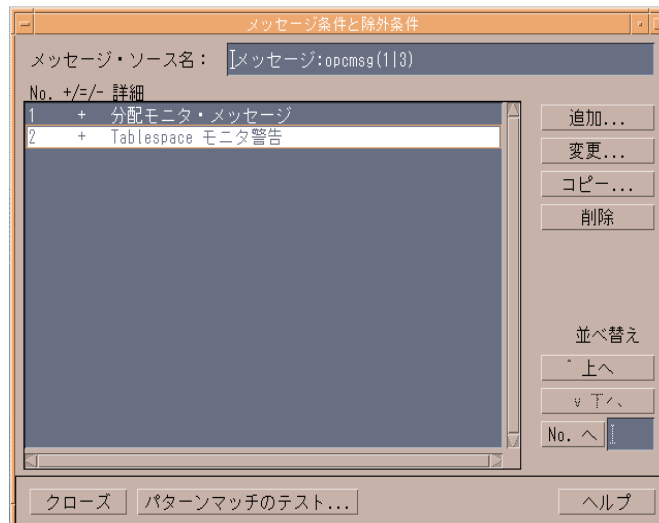 メッセージ条件と除外条件
メッセージ・ソース名： メッセージ:opcmsg(1|3)
No. +/=/- 詳細
1 + 分配モニタ・メッセージ
2 + Tablespace モニタ警告
追加...
変更...
コピー...
削除
並べ替え
^ 上へ
v 下へ
No. へ
クローズ
パターンマッチのテスト...
ヘルプ